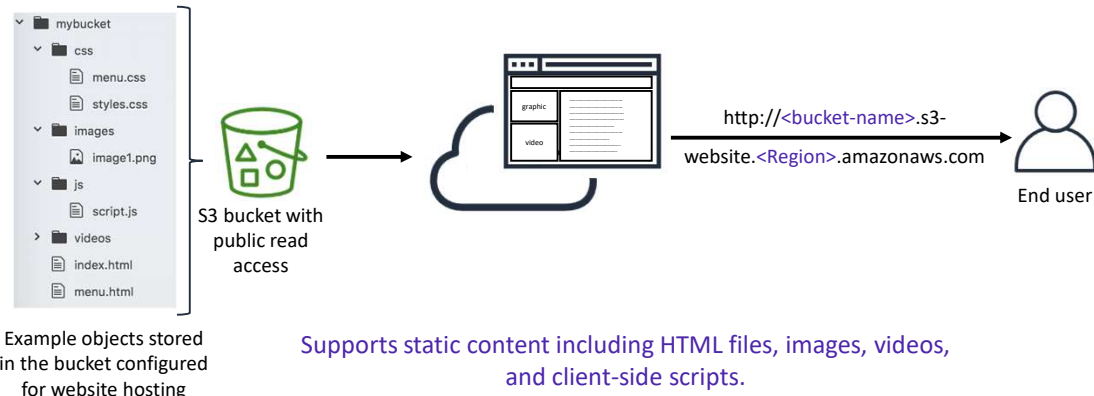 mybucket
css
menu.css
styles.css
images
image1.png
js
script.js
videos
index.html
menu.html
Example objects stored
in the bucket configured
for website hosting
S3 bucket with
public read
access
graphic
video
http://<bucket-name>.s3-
website.<Region>.amazonaws.com
End user
Supports static content including HTML files, images, videos,
and client-side scripts.